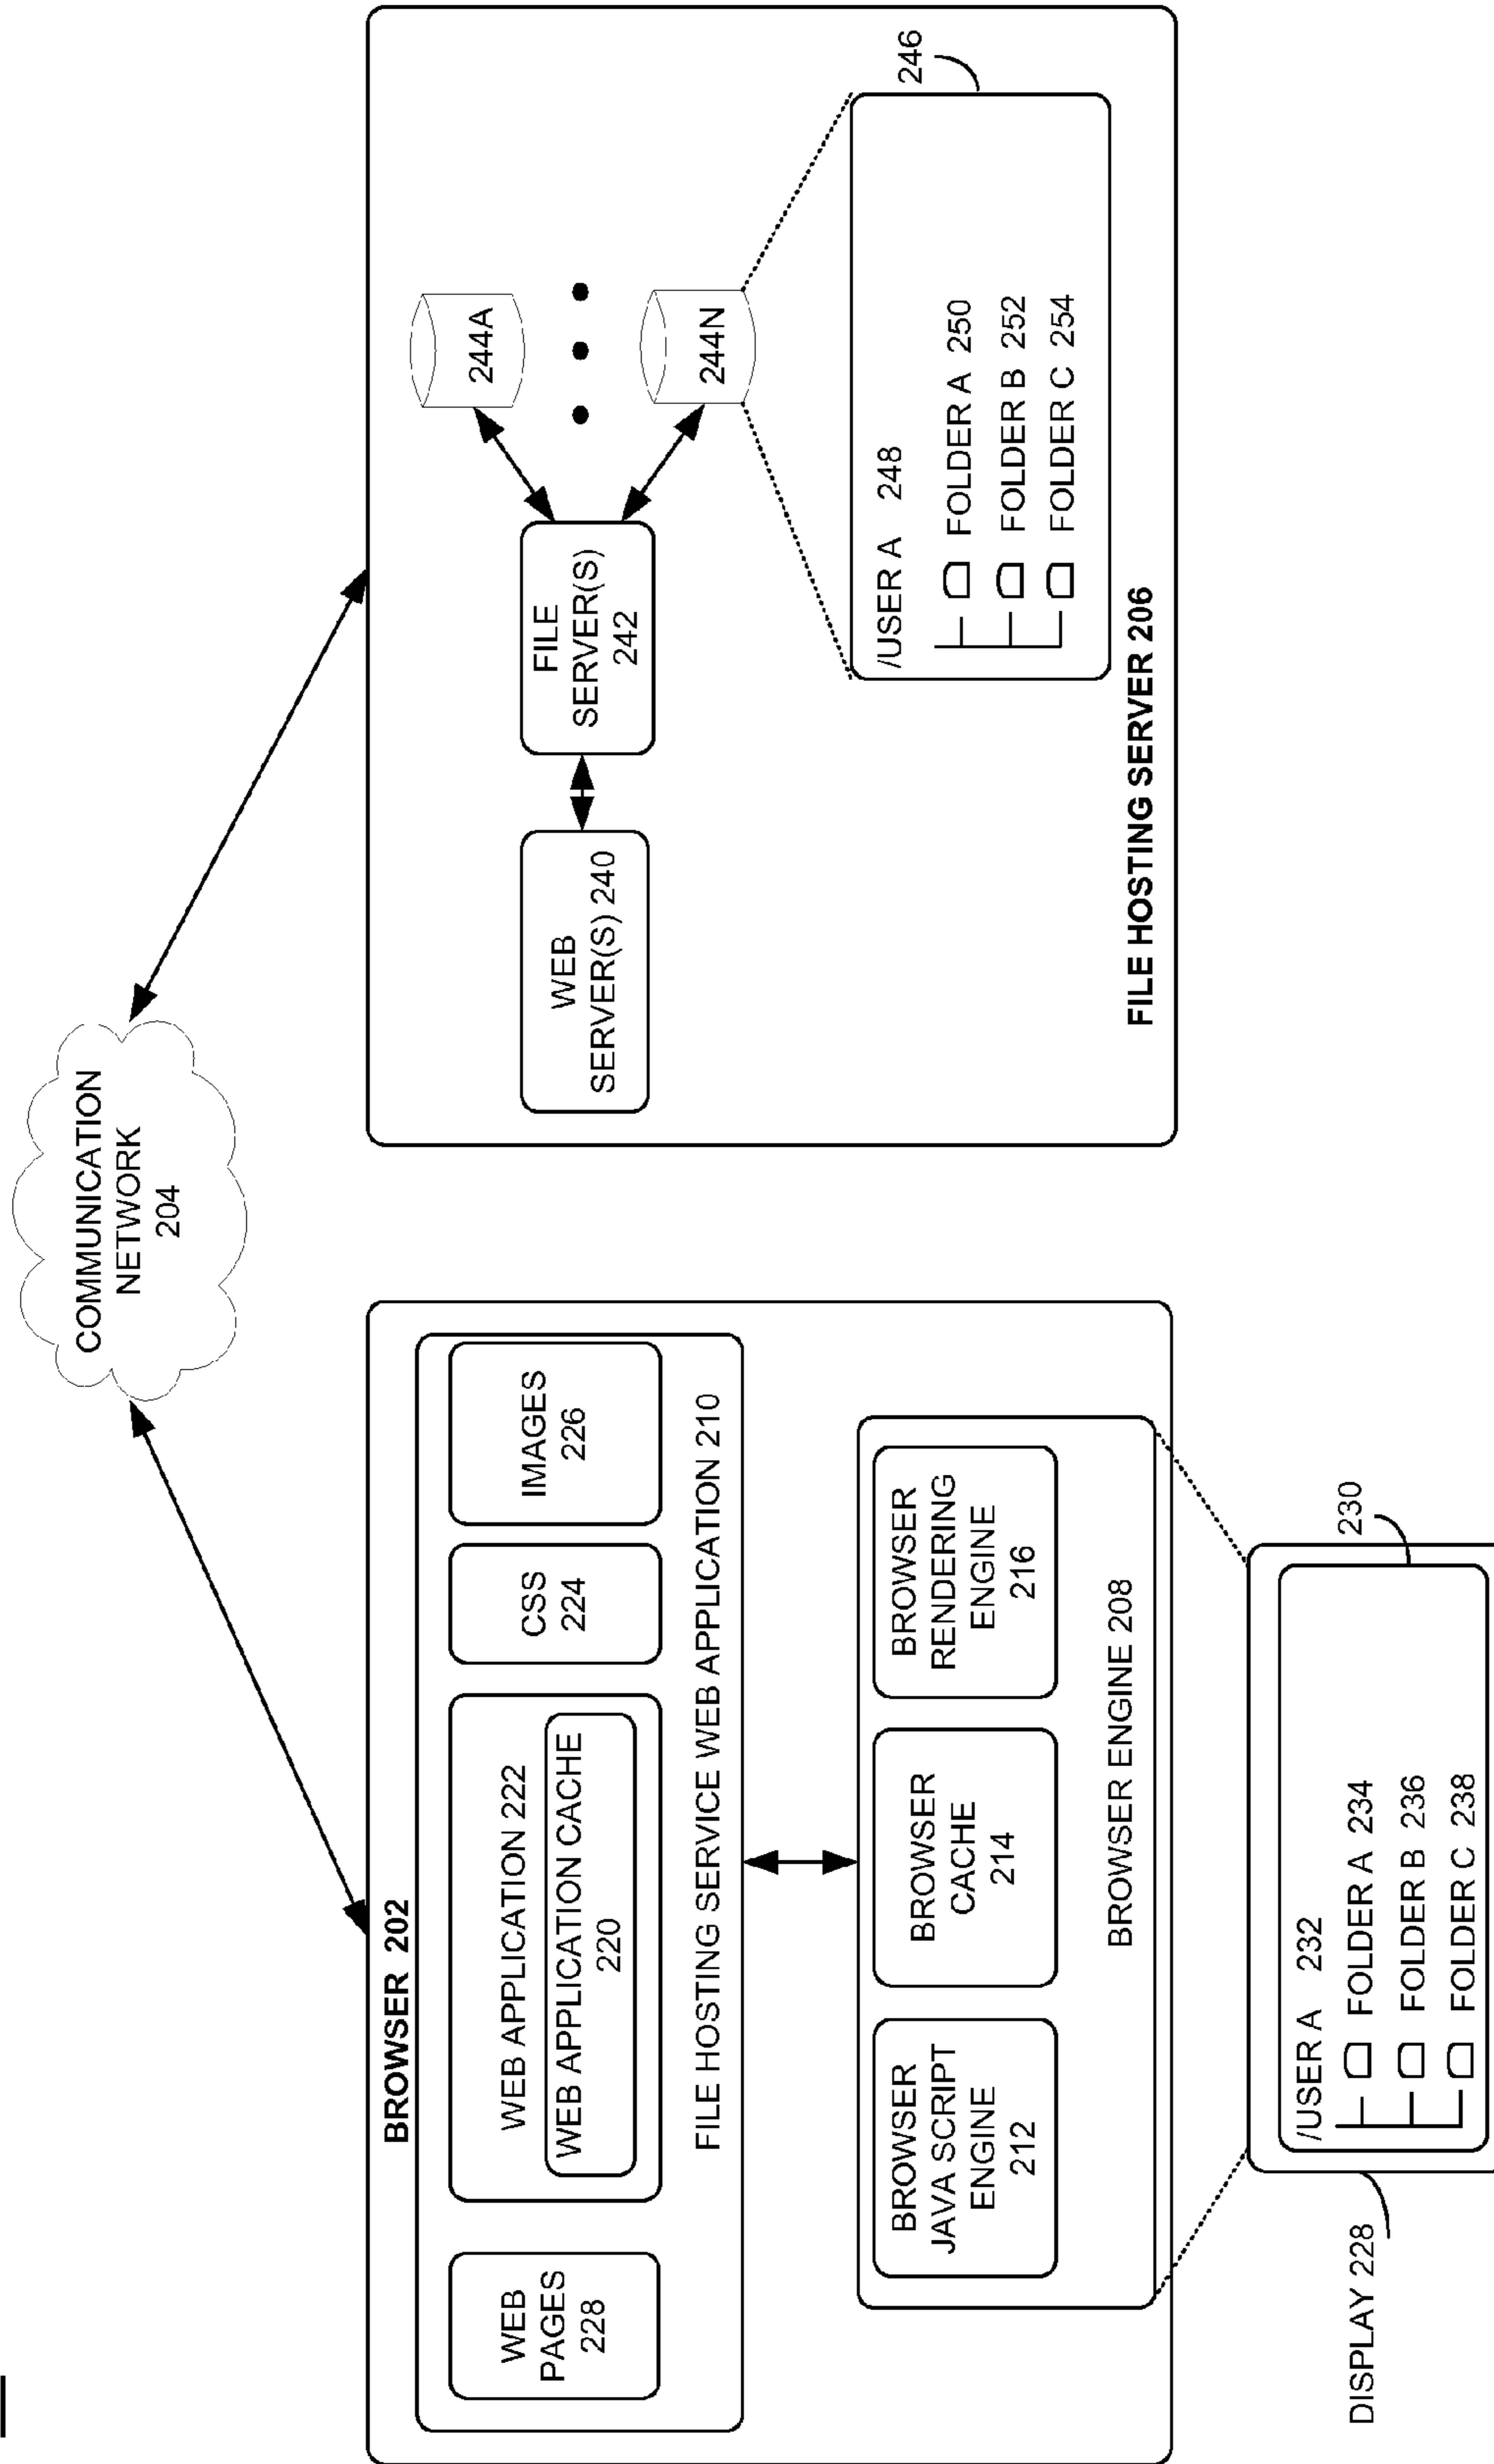 COMMUNICATION
NETWORK
204
BROWSER 202
WEB
PAGES
228
WEB APPLICATION 222
WEB APPLICATION CACHE
220
CSS
224
IMAGES
226
FILE HOSTING SERVICE WEB APPLICATION 210
BROWSER
JAVA SCRIPT
ENGINE
212
BROWSER
CACHE
214
BROWSER
RENDERING
ENGINE
216
BROWSER ENGINE 208
DISPLAY 228
230
/USER A 232
FOLDER A 234
FOLDER B 236
FOLDER C 238
WEB
SERVER(S) 240
FILE
SERVER(S)
242
244A
244N
246
/USER A 248
FOLDER A 250
FOLDER B 252
FOLDER C 254
FILE HOSTING SERVER 206